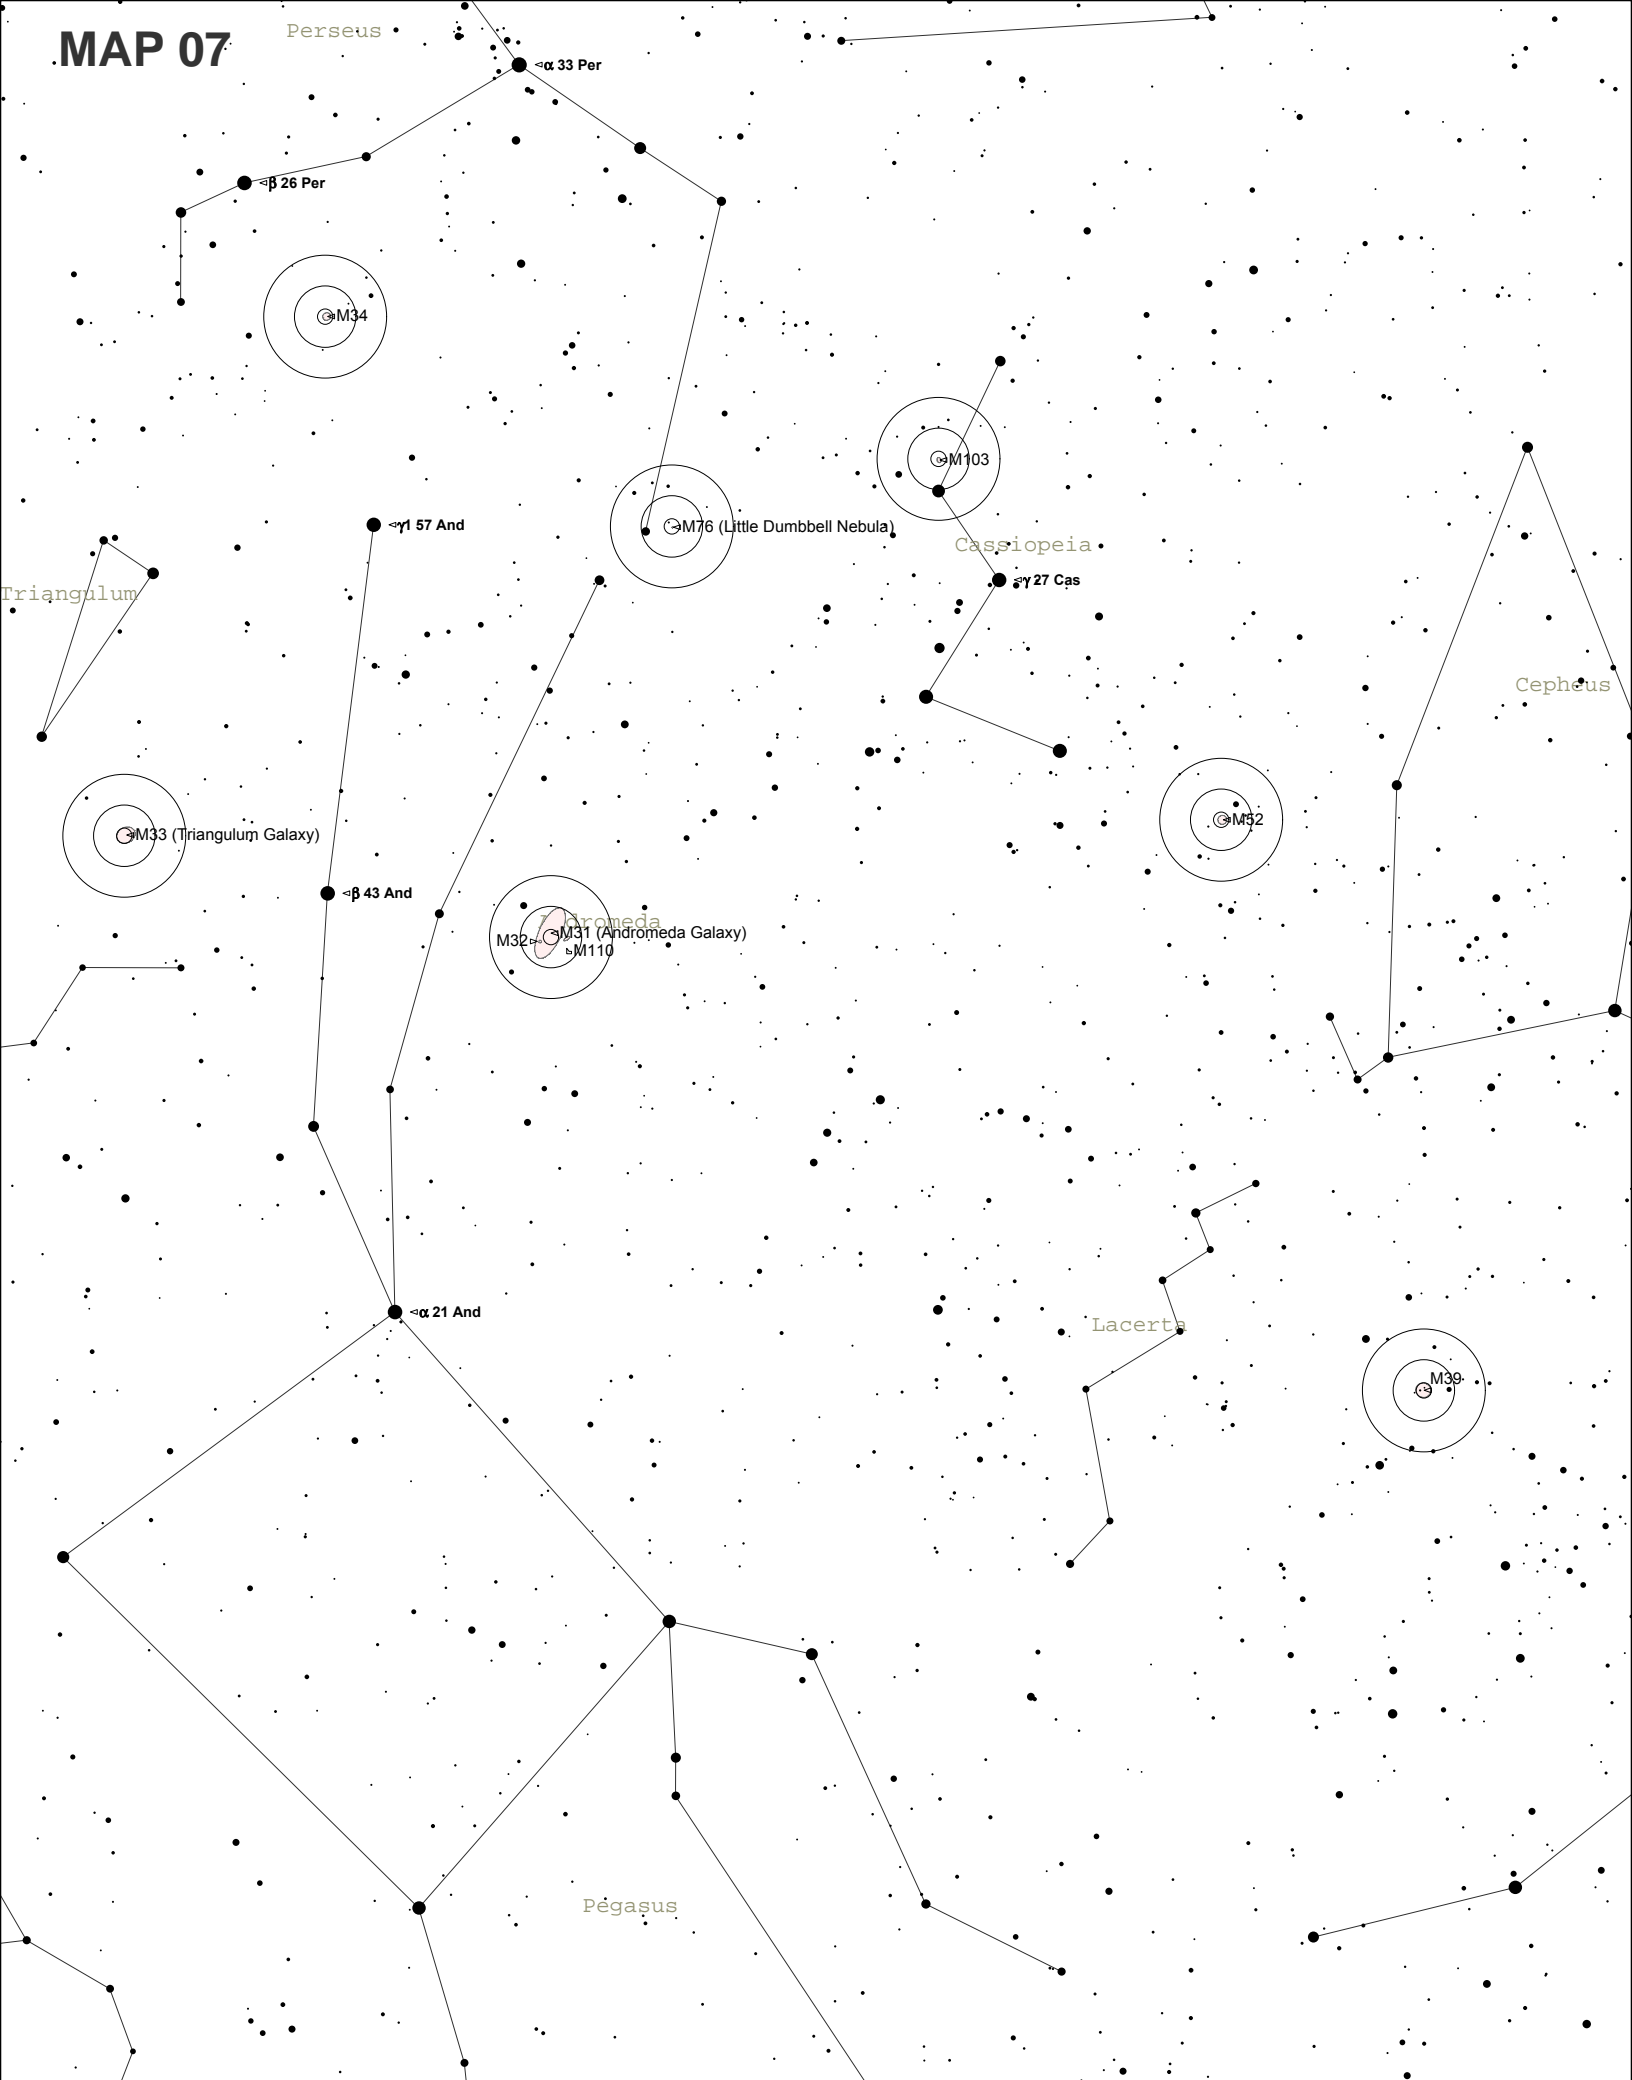 Perseus
MAP 07
◅α 33 Per
◅β 26 Per
M34
M103
◅γ1 57 And
M76 (Little Dumbbell Nebula)
Cassiopeia
◅γ 27 Cas
Triangulum
Cepheus
M52
M33 (Triangulum Galaxy)
◅β 43 And
Andromeda
M31 (Andromeda Galaxy)
M32
M110
◅α 21 And
Lacerta
M39
Pegasus